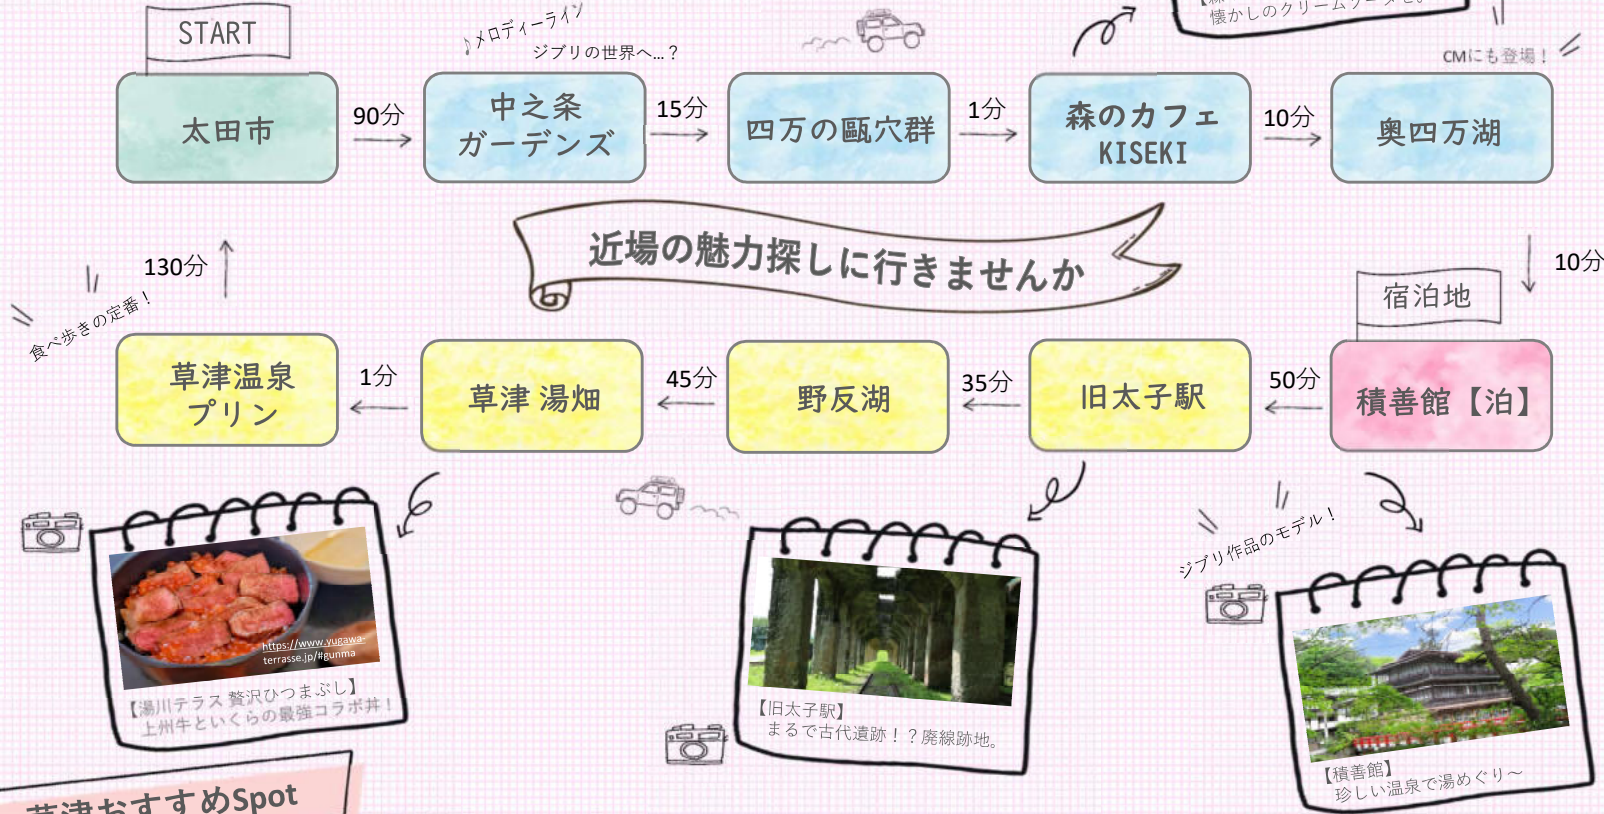 懐かしのクリームソーダを。
START
♪メロディーライン
ジブリの世界へ…？
CMにも登場！
太田市
90分
中之条
ガーデンズ
15分
四万の甌穴群
1分
森のカフェ
KISEKI
10分
奥四万湖
近場の魅力探しに行きませんか
130分
10分
宿泊地
食べ歩きの定番！
草津温泉
プリン
1分
草津 湯畑
45分
野反湖
35分
旧太子駅
50分
積善館【泊】
ジブリ作品のモデル！
https://www.yugawa-
terrasse.jp/#gunma
【湯川テラス 贅沢ひつまぶし】
上州牛といくらの最強コラボ丼！
【旧太子駅】
まるで古代遺跡！？廃線跡地。
【積善館】
珍しい温泉で湯めぐり～
草津おすすめSpot